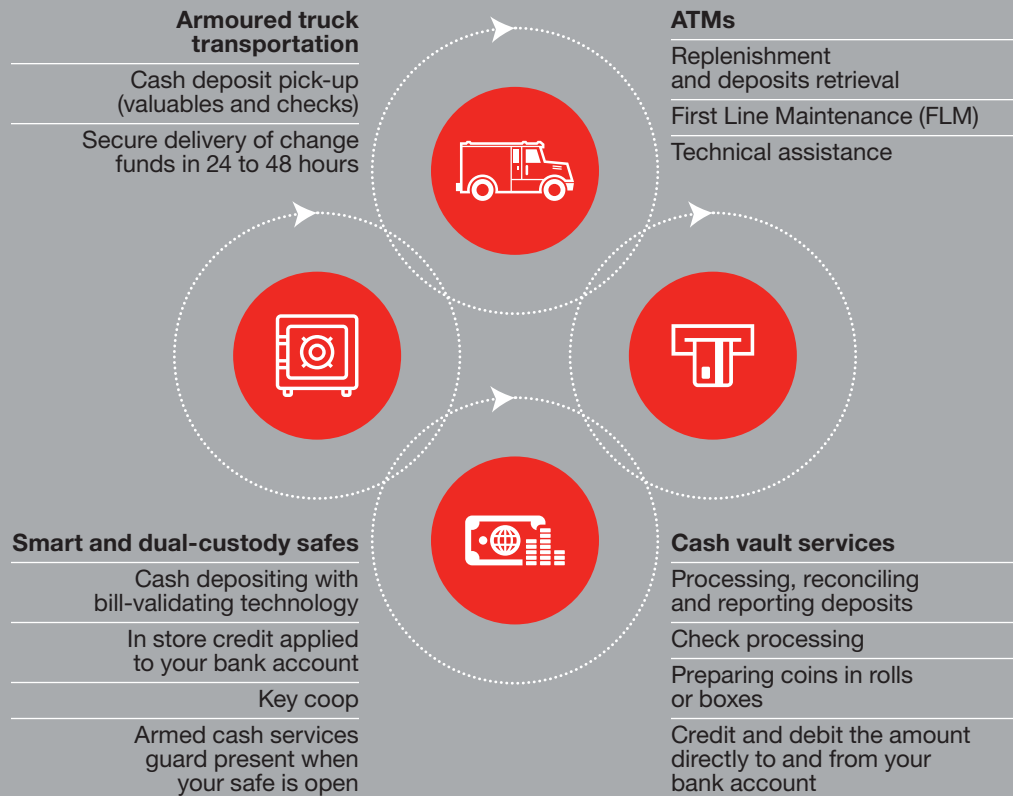 Armoured truck
transportation
Cash deposit pick-up
(valuables and checks)
Secure delivery of change
funds in 24 to 48 hours
ATMs
Replenishment
and deposits retrieval
First Line Maintenance (FLM)
Technical assistance
Smart and dual-custody safes
Cash depositing with
bill-validating technology
In store credit applied
to your bank account
Key coop
Armed cash services
guard present when
your safe is open
Cash vault services
Processing, reconciling
and reporting deposits
Check processing
Preparing coins in rolls
or boxes
Credit and debit the amount
directly to and from your
bank account